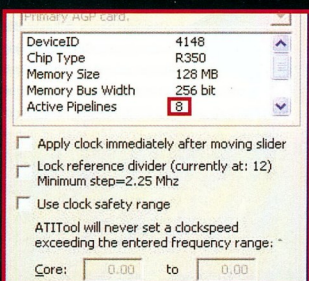 Primary AGP card.
DeviceID 4148
Chip Type R350
Memory Size 128 MB
Memory Bus Width 256 bit
Active Pipelines 8
Apply clock immediately after moving slider
Lock reference divider (currently at: 12)
Minimum step=2.25 Mhz
Use clock safety range
ATITool will never set a clockspeed
exceeding the entered frequency range:
Core: 0.00 to 0.00